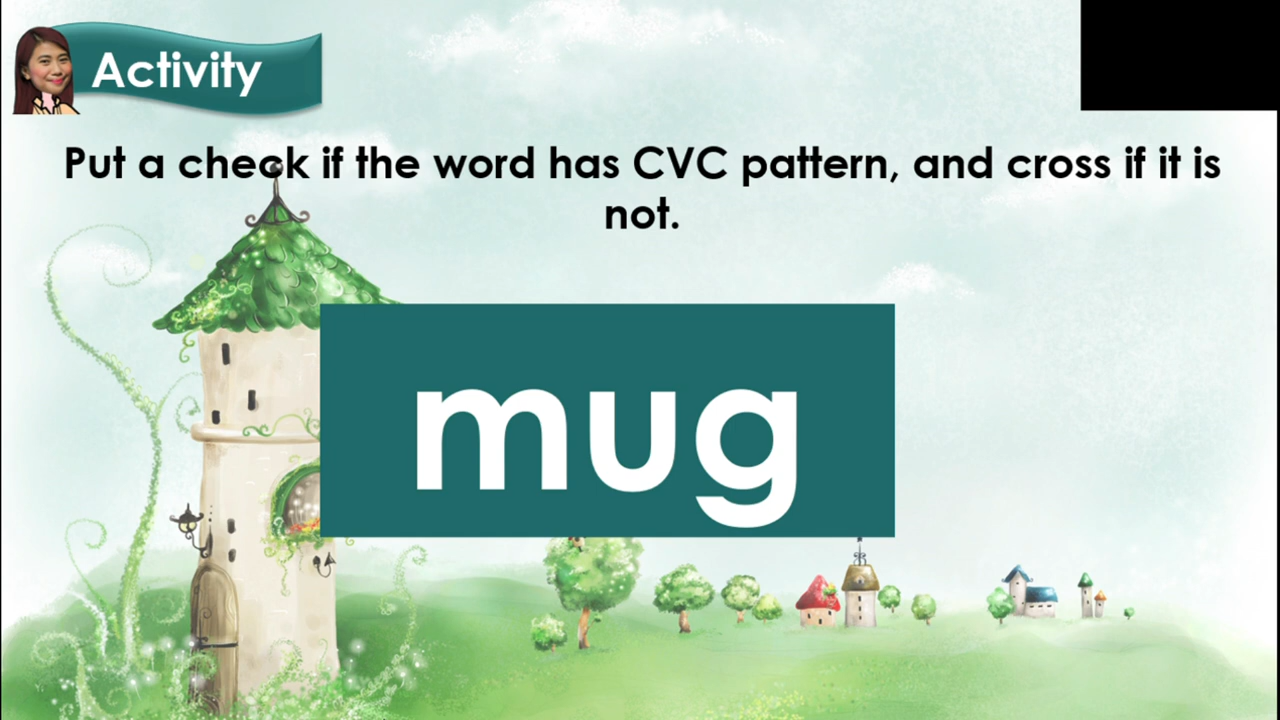 Activity
Put a check if the word has CVC pattern, and cross if it is
not.
mug